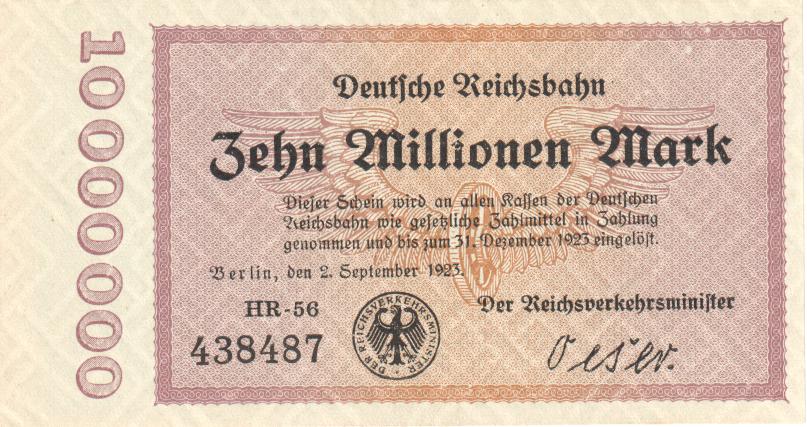 10000000
Deutsche Reichsbahn
Zehn Millionen Mark
Dieser Schein wird an allen Kassen der Deutschen
Reichsbahn wie gesetzliche Zahlmittel in Zahlung
genommen und bis zum 31. Dezember 1923 eingelöst.
Berlin, den 2. September 1923.
HR-56
438487
DER REICHSVERKEHRSMINISTER
Der Reichsverkehrsminister
Oeser.